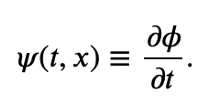 ψ(t, x) ≡ ∂ϕ/∂t.